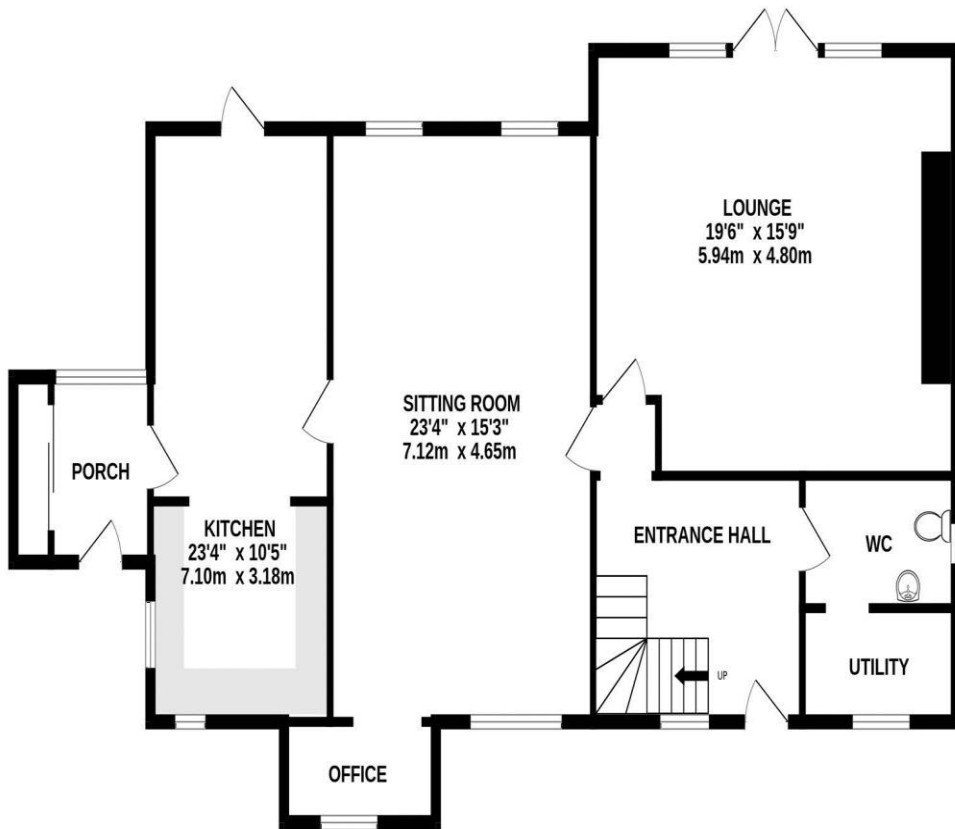 LOUNGE
19'6" x 15'9"
5.94m x 4.80m
SITTING ROOM
23'4" x 15'3"
7.12m x 4.65m
PORCH
KITCHEN
23'4" x 10'5"
7.10m x 3.18m
ENTRANCE HALL
WC
UTILITY
UP
OFFICE